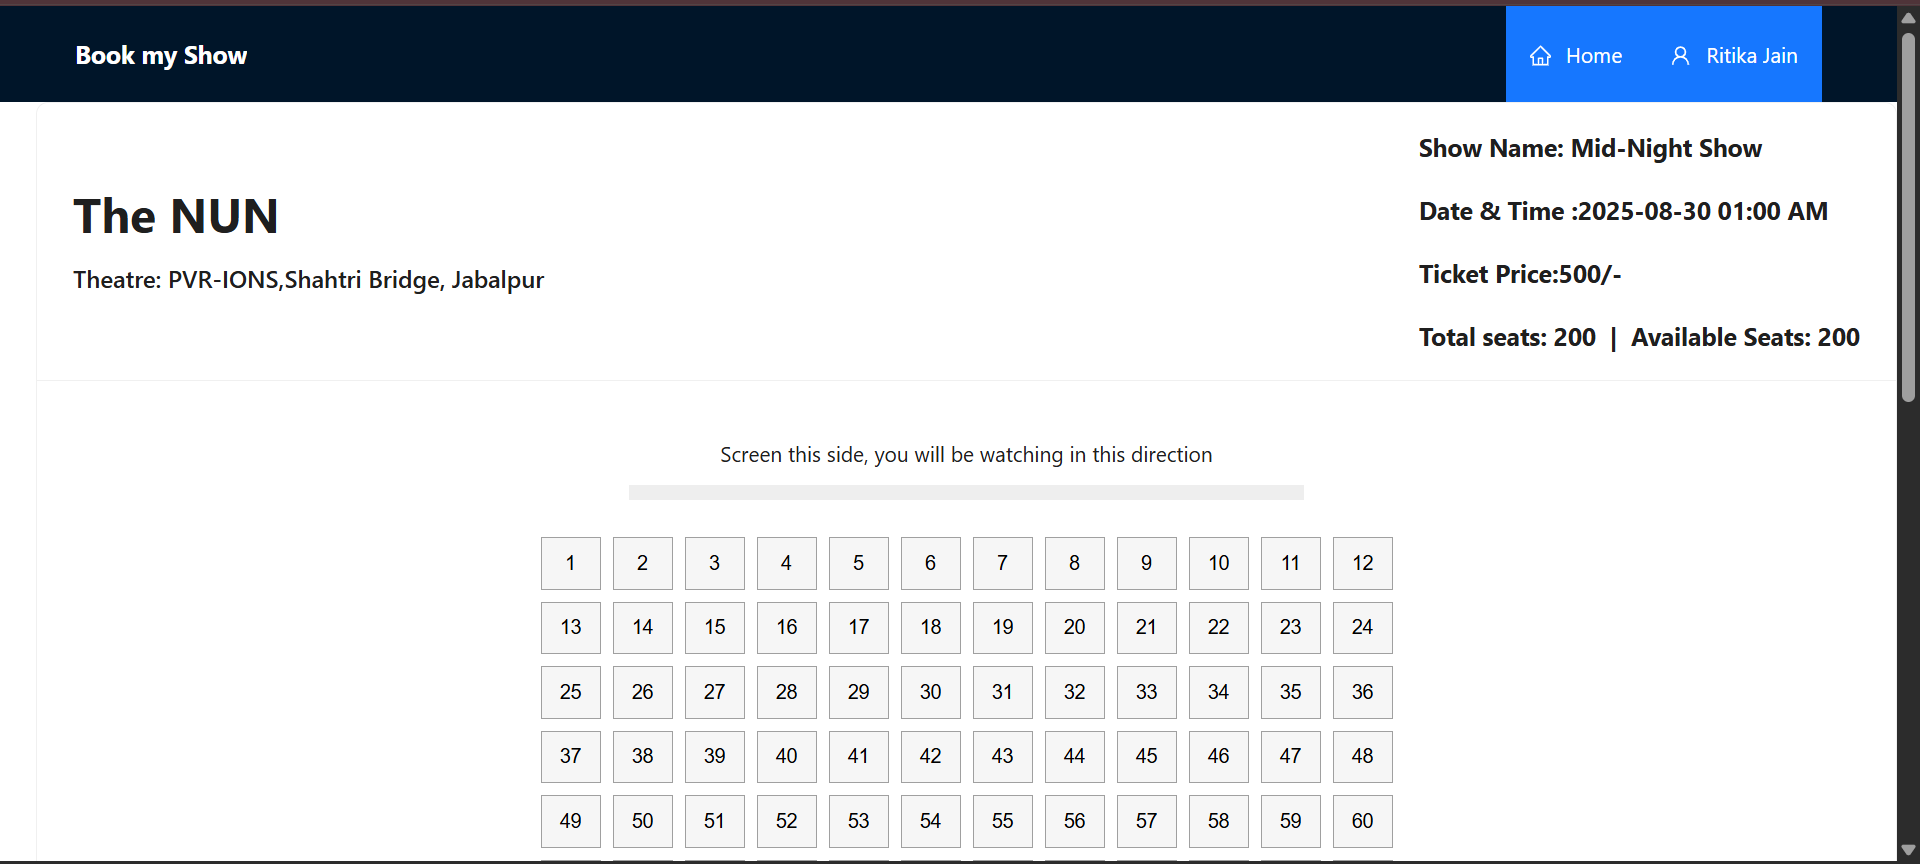 Book my Show
Home
Ritika Jain
The NUN
Theatre: PVR-IONS,Shahtri Bridge, Jabalpur
Show Name: Mid-Night Show
Date & Time :2025-08-30 01:00 AM
Ticket Price:500/-
Total seats: 200 | Available Seats: 200
Screen this side, you will be watching in this direction
1 2 3 4 5 6 7 8 9 10 11 12
13 14 15 16 17 18 19 20 21 22 23 24
25 26 27 28 29 30 31 32 33 34 35 36
37 38 39 40 41 42 43 44 45 46 47 48
49 50 51 52 53 54 55 56 57 58 59 60